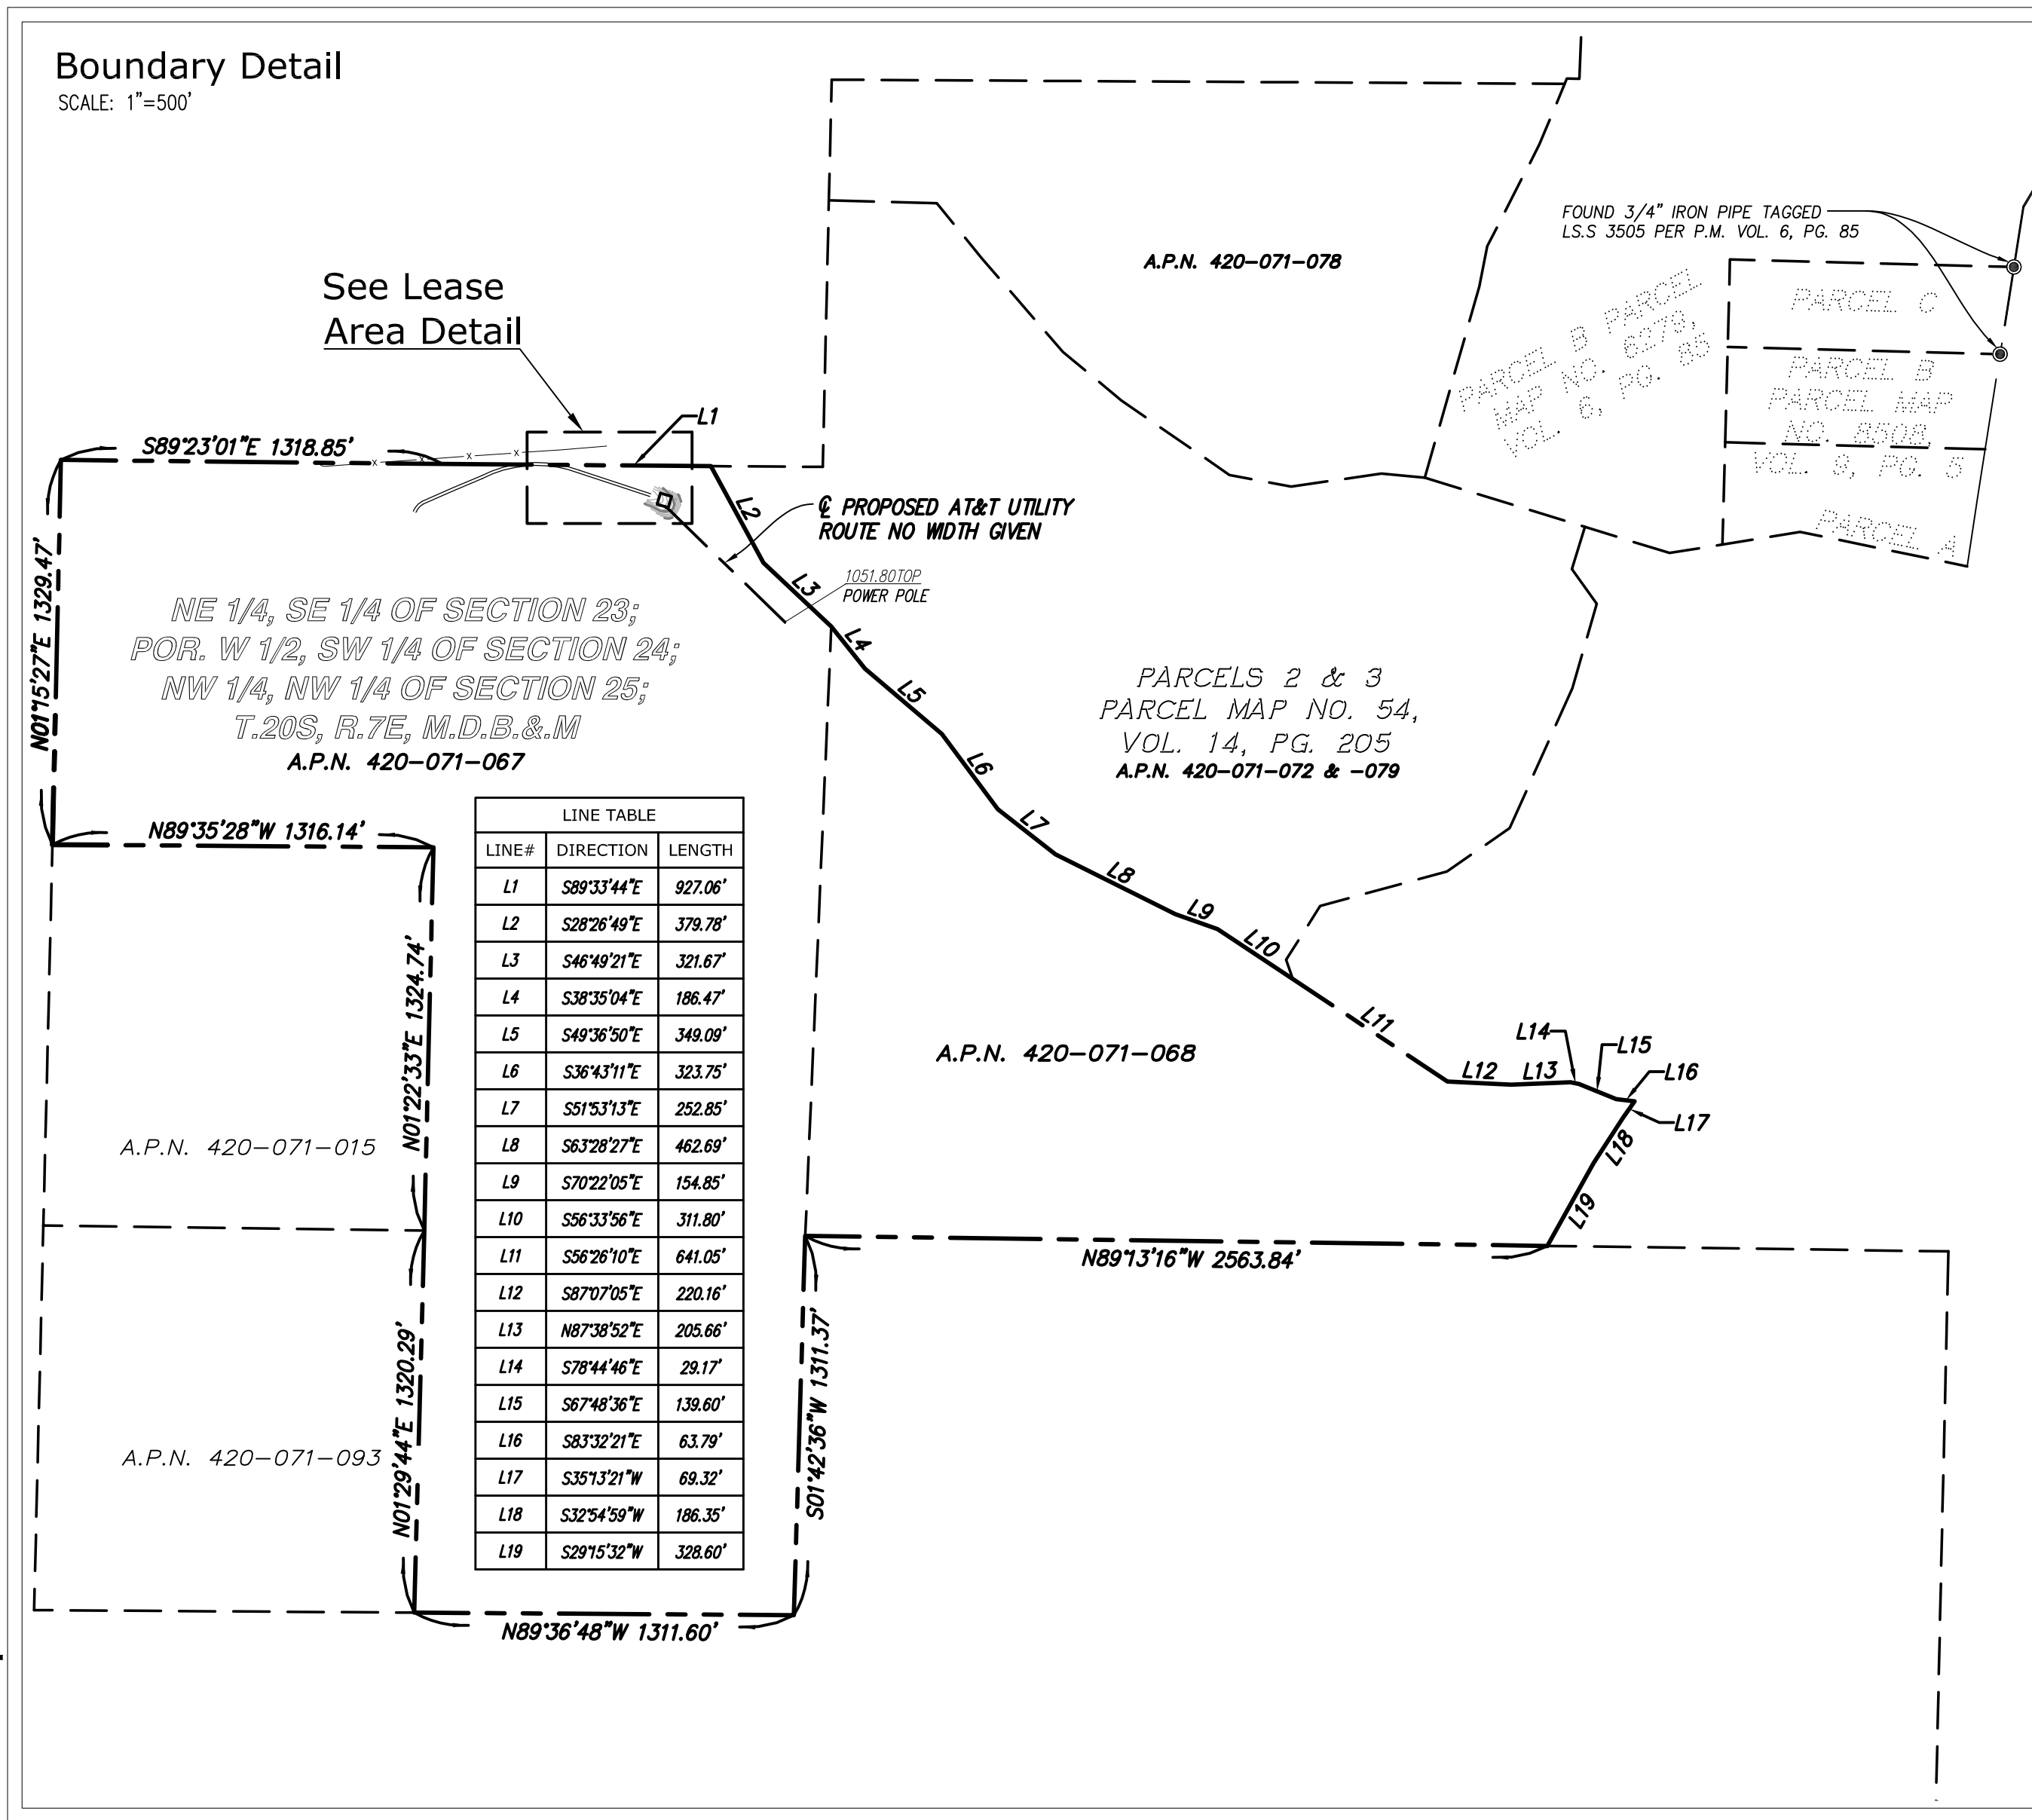 Boundary Detail
SCALE: 1"=500'
See Lease
Area Detail
L1
S89°23'01"E 1318.85'
N01°15'27"E 1329.47'
NE 1/4, SE 1/4 OF SECTION 23;
POR. W 1/2, SW 1/4 OF SECTION 24;
NW 1/4, NW 1/4 OF SECTION 25;
T.20S, R.7E, M.D.B.&.M
A.P.N. 420-071-067
N89°35'28"W 1316.14'
N01°22'33"E 1324.74'
A.P.N. 420-071-015
A.P.N. 420-071-093
N01°29'44"E 1320.29'
N89°36'48"W 1311.60'
S01°42'36"W 1311.37'
N89°13'16"W 2563.84'
LINE TABLE
LINE# DIRECTION LENGTH
L1 S89°33'44"E 927.06'
L2 S28°26'49"E 379.78'
L3 S46°49'21"E 321.67'
L4 S38°35'04"E 186.47'
L5 S49°36'50"E 349.09'
L6 S36°43'11"E 323.75'
L7 S51°53'13"E 252.85'
L8 S63°28'27"E 462.69'
L9 S70°22'05"E 154.85'
L10 S56°33'56"E 311.80'
L11 S56°26'10"E 641.05'
L12 S87°07'05"E 220.16'
L13 N87°38'52"E 205.66'
L14 S78°44'46"E 29.17'
L15 S67°48'36"E 139.60'
L16 S83°32'21"E 63.79'
L17 S35°13'21"W 69.32'
L18 S32°54'59"W 186.35'
L19 S29°15'32"W 328.60'
℄ PROPOSED AT&T UTILITY
ROUTE NO WIDTH GIVEN
1051.80TOP
POWER POLE
L2
L3
L4
L5
L6
L7
L8
L9
L10
L11
L12
L13
L14
L15
L16
L17
L18
L19
A.P.N. 420-071-068
PARCELS 2 & 3
PARCEL MAP NO. 54,
VOL. 14, PG. 205
A.P.N. 420-071-072 & -079
A.P.N. 420-071-078
FOUND 3/4" IRON PIPE TAGGED
LS.S 3505 PER P.M. VOL. 6, PG. 85
PARCEL B PARCEL
MAP NO. 6279,
VOL. 6, PG. 85
PARCEL C
PARCEL B
PARCEL MAP
NO. 8508,
VOL. 9, PG. 5
PARCEL A